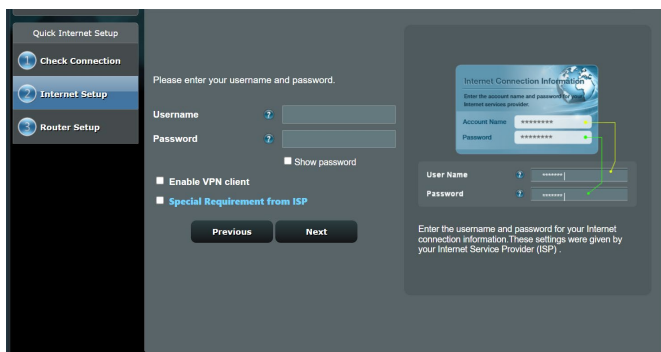 Quick Internet Setup
1 Check Connection
2 Internet Setup
3 Router Setup
Please enter your username and password.
Username ?
Password ?
Show password
Enable VPN client
Special Requirement from ISP
Previous Next
Internet Connection Information
Enter the account name and password for your
Internet services provider.
Account Name ********
Password ********
User Name ? *******
Password ? *******
Enter the username and password for your Internet
connection information.These settings were given by
your Internet Service Provider (ISP) .